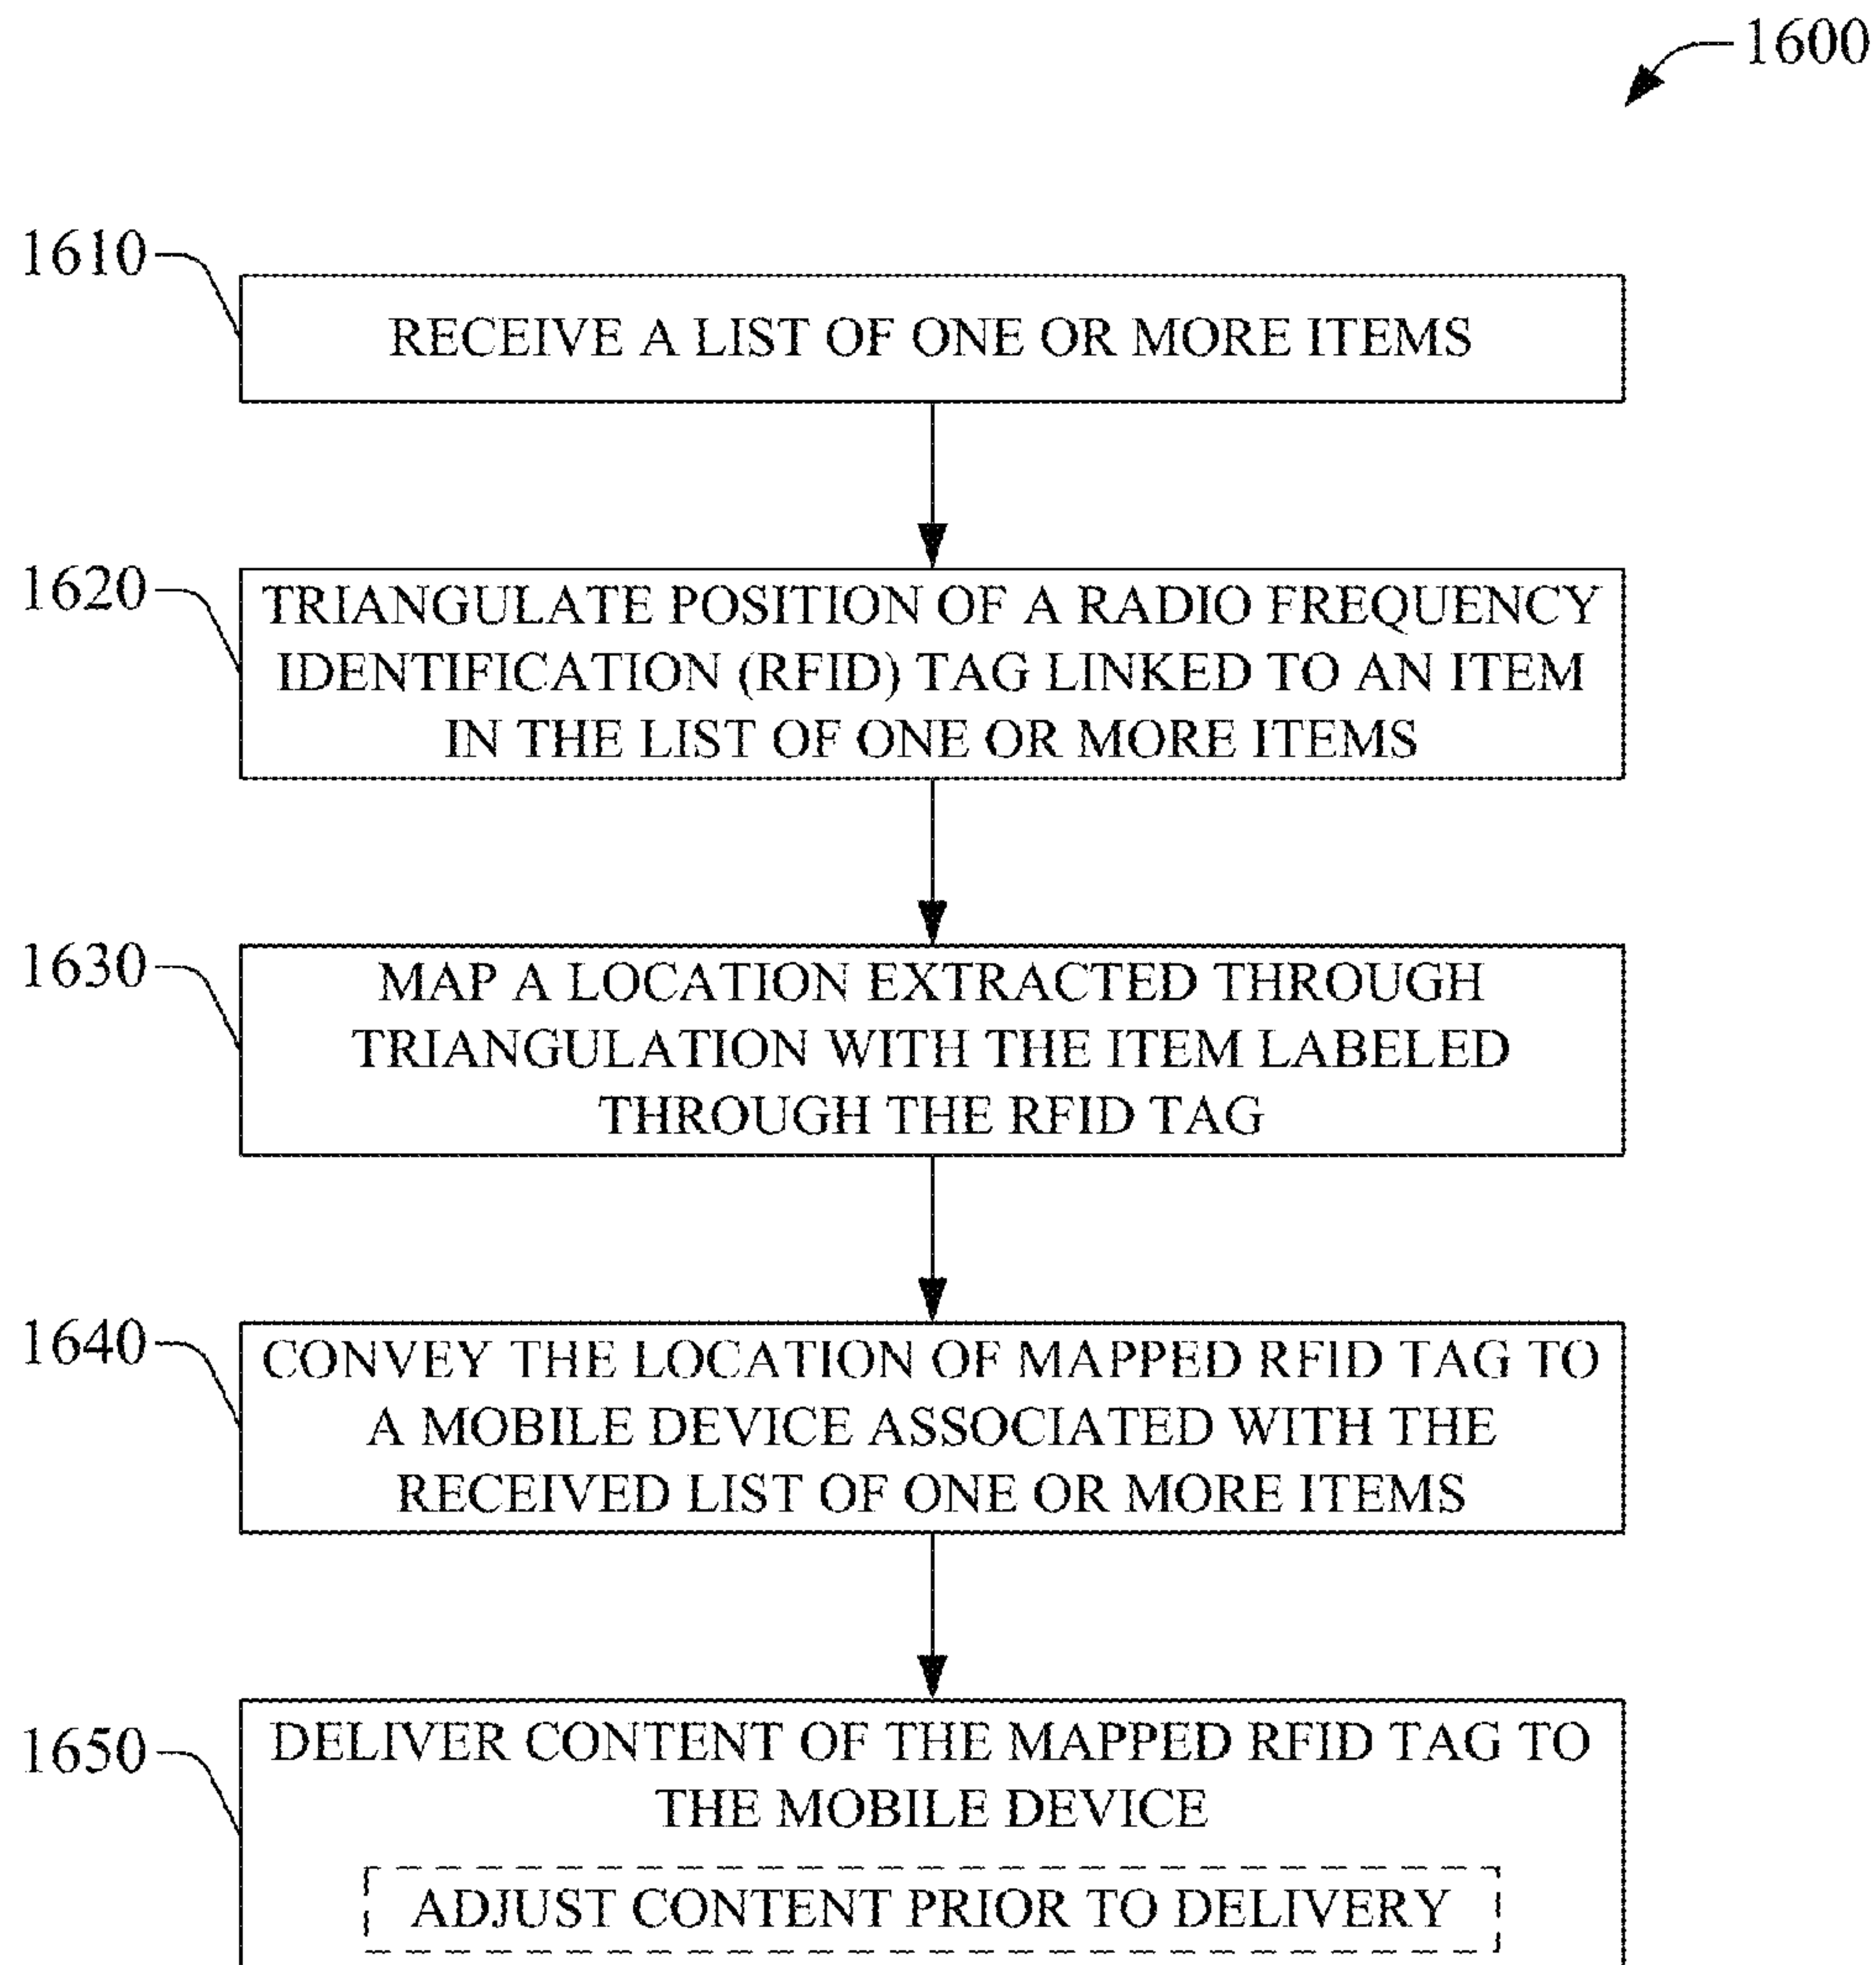 1600
1610
RECEIVE A LIST OF ONE OR MORE ITEMS
1620
TRIANGULATE POSITION OF A RADIO FREQUENCY
IDENTIFICATION (RFID) TAG LINKED TO AN ITEM
IN THE LIST OF ONE OR MORE ITEMS
1630
MAP A LOCATION EXTRACTED THROUGH
TRIANGULATION WITH THE ITEM LABELED
THROUGH THE RFID TAG
1640
CONVEY THE LOCATION OF MAPPED RFID TAG TO
A MOBILE DEVICE ASSOCIATED WITH THE
RECEIVED LIST OF ONE OR MORE ITEMS
1650
DELIVER CONTENT OF THE MAPPED RFID TAG TO
THE MOBILE DEVICE
ADJUST CONTENT PRIOR TO DELIVERY